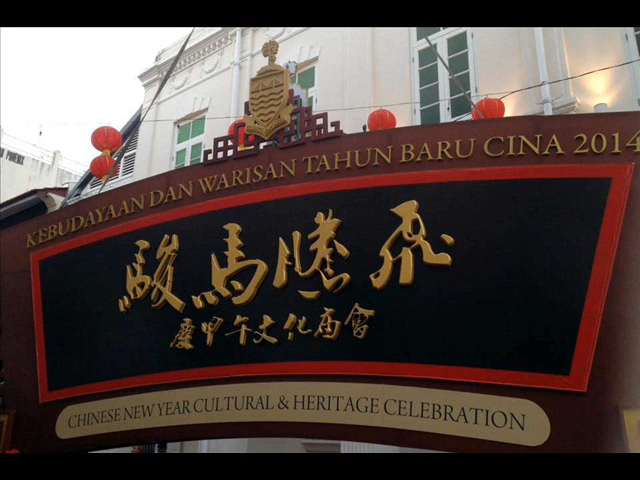 KEBUDAYAAN DAN WARISAN TAHUN BARU CINA 2014
駿馬騰飛
慶甲午文化庙會
CHINESE NEW YEAR CULTURAL & HERITAGE CELEBRATION